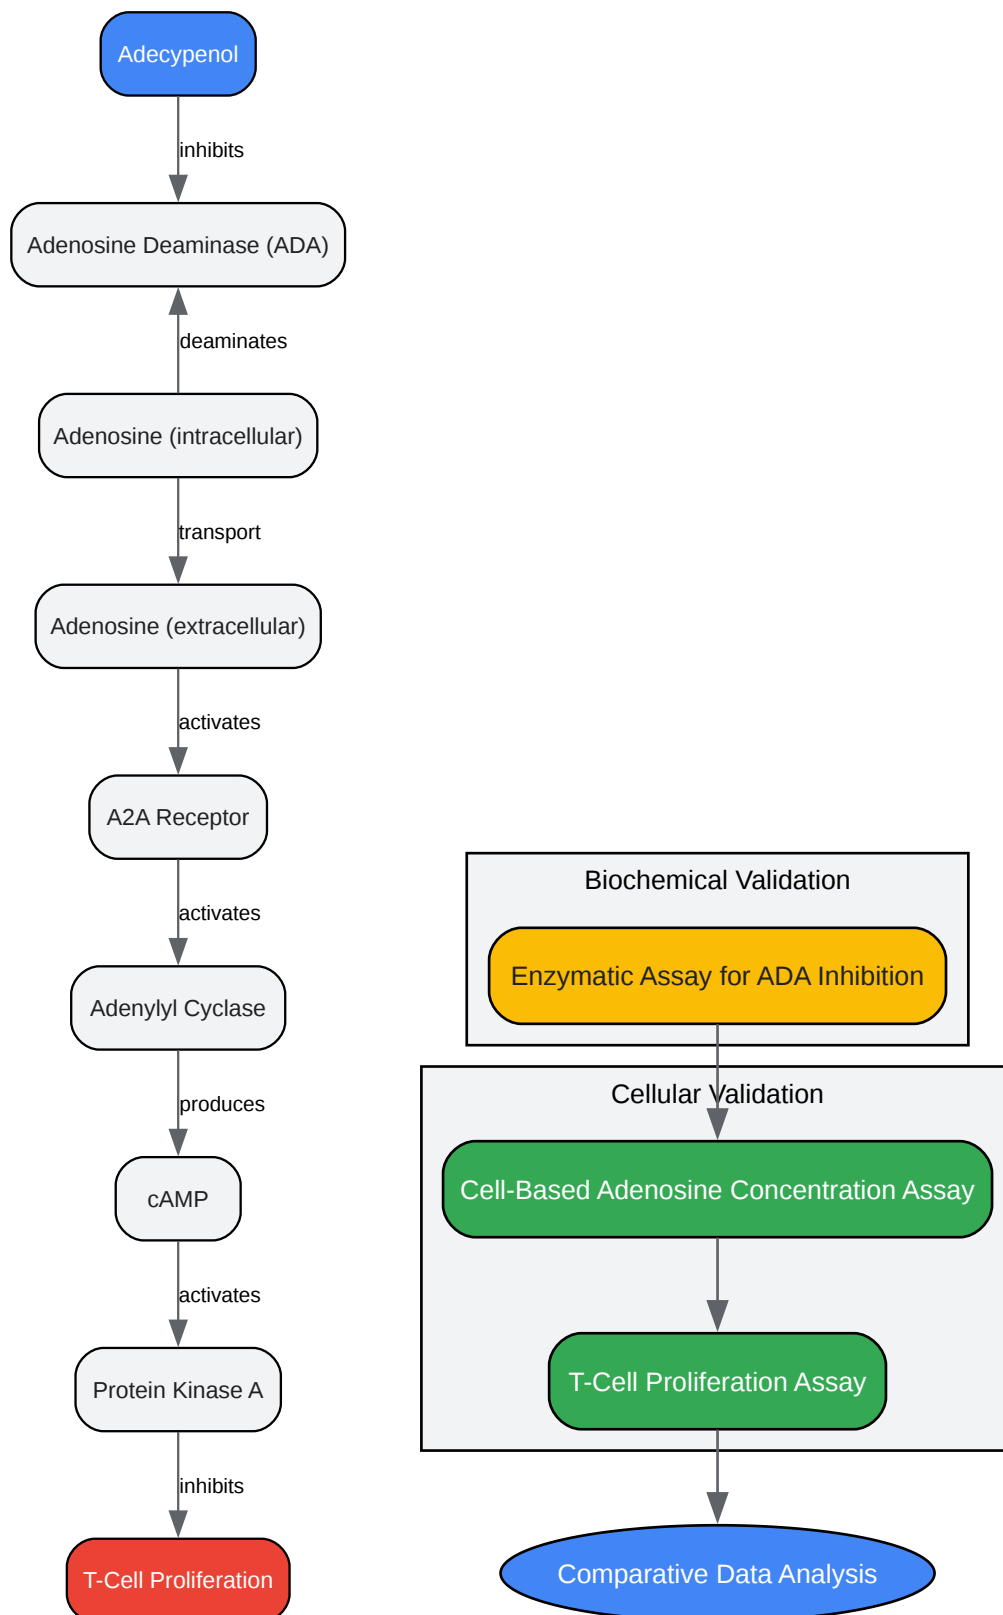 Adecypenol
inhibits
Adenosine Deaminase (ADA)
deaminates
Adenosine (intracellular)
transport
Adenosine (extracellular)
activates
A2A Receptor
activates
Adenylyl Cyclase
produces
cAMP
activates
Protein Kinase A
inhibits
T-Cell Proliferation
Biochemical Validation
Enzymatic Assay for ADA Inhibition
Cellular Validation
Cell-Based Adenosine Concentration Assay
T-Cell Proliferation Assay
Comparative Data Analysis